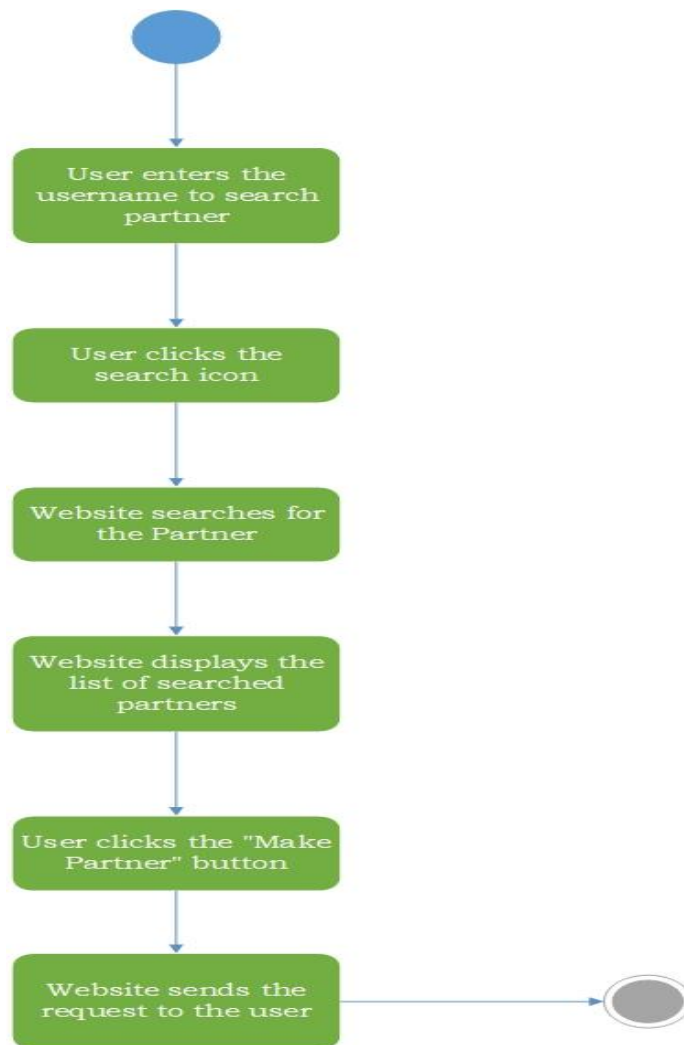 User enters the
username to search
partner
User clicks the
search icon
Website searches for
the Partner
Website displays the
list of searched
partners
User clicks the "Make
Partner" button
Website sends the
request to the user